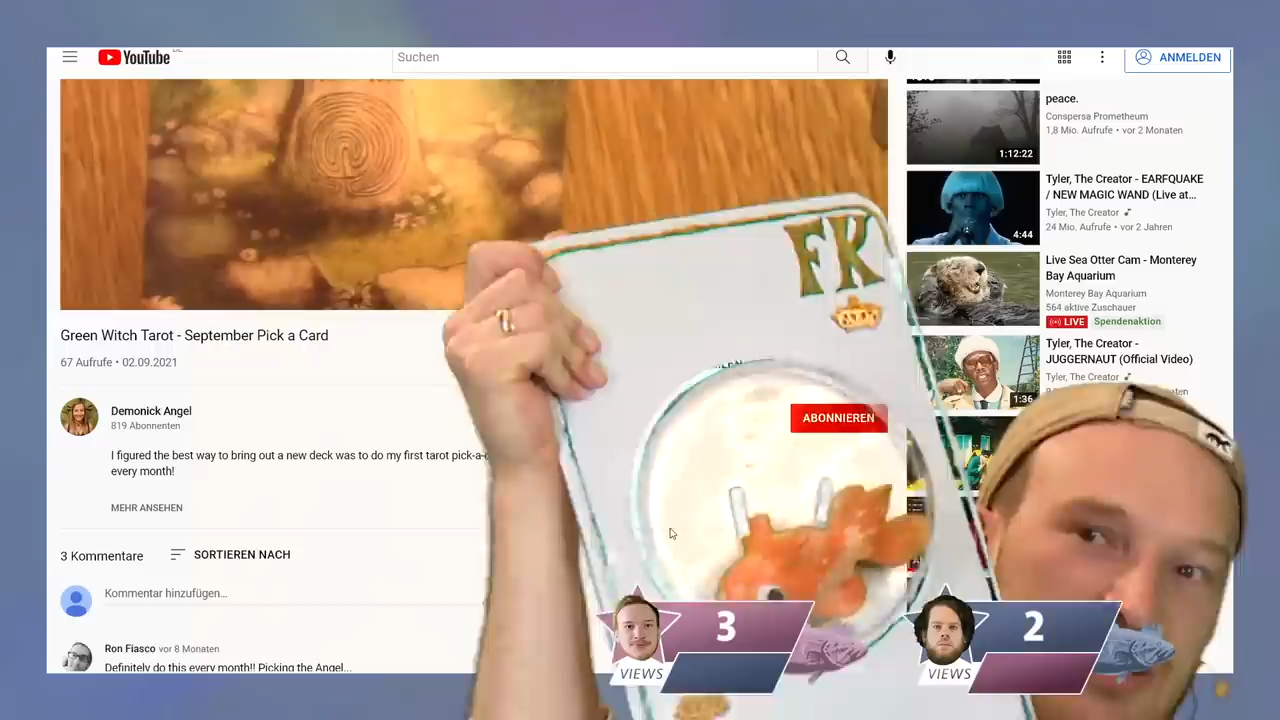 YouTube
Suchen
ANMELDEN
peace.
Conspersa Prometheum
1,8 Mio. Aufrufe • vor 2 Monaten
1:12:22
Tyler, The Creator - EARFQUAKE
/ NEW MAGIC WAND (Live at...
Tyler, The Creator
24 Mio. Aufrufe • vor 2 Jahren
4:44
Live Sea Otter Cam - Monterey
Bay Aquarium
Monterey Bay Aquarium
564 aktive Zuschauer
LIVE Spendenaktion
Tyler, The Creator -
JUGGERNAUT (Official Video)
Tyler, The Creator
1:36
FK
Green Witch Tarot - September Pick a Card
67 Aufrufe • 02.09.2021
Demonick Angel
819 Abonnenten
ABONNIEREN
I figured the best way to bring out a new deck was to do my first tarot pick-a-
every month!
MEHR ANSEHEN
3 Kommentare
SORTIEREN NACH
Kommentar hinzufügen...
Ron Fiasco vor 8 Monaten
Definitely do this every month!! Picking the Angel...
3
VIEWS
2
VIEWS